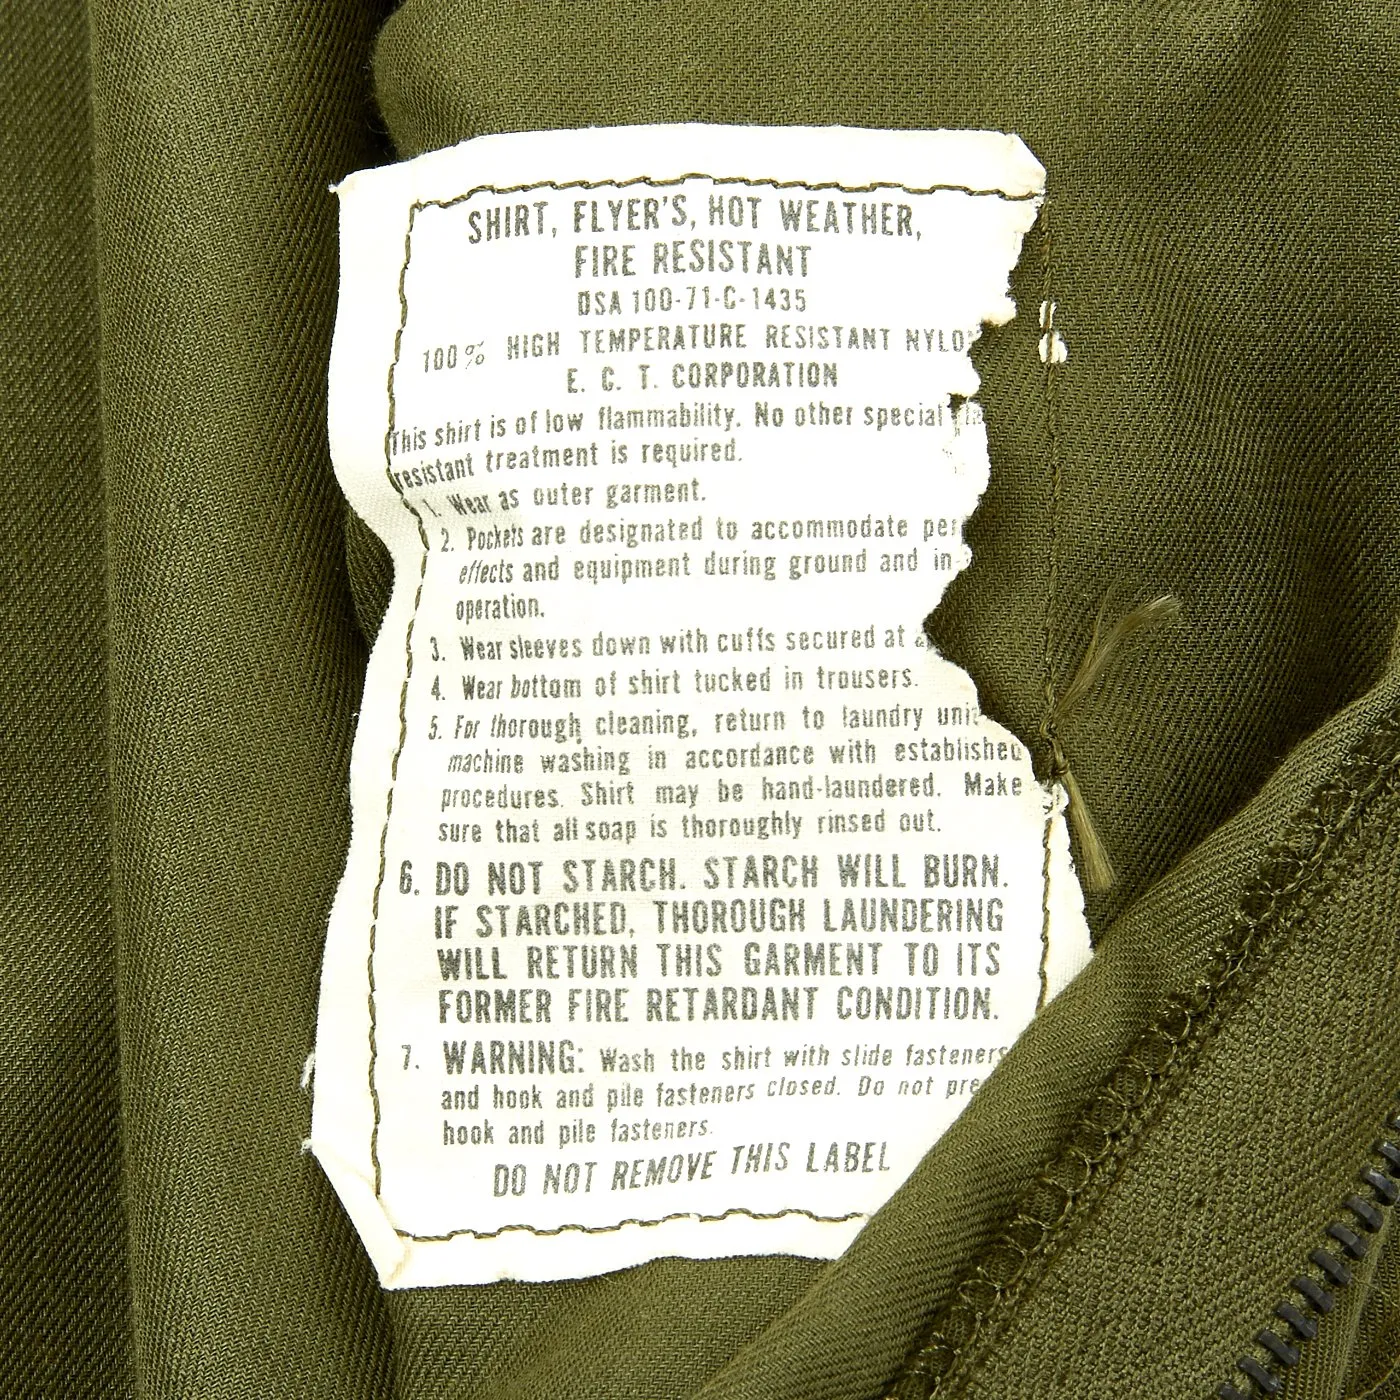 SHIRT, FLYER'S, HOT WEATHER,
FIRE RESISTANT
DSA 100-71-C-1435
100% HIGH TEMPERATURE RESISTANT NYLO
E. C. T. CORPORATION
This shirt is of low flammability. No other special
resistant treatment is required.
1. Wear as outer garment.
2. Pockets are designated to accommodate per
effects and equipment during ground and in-
operation.
3. Wear sleeves down with cuffs secured at
4. Wear bottom of shirt tucked in trousers.
5. For thorough cleaning, return to laundry unit
machine washing in accordance with established
procedures. Shirt may be hand-laundered. Make
sure that all soap is thoroughly rinsed out.
6. DO NOT STARCH. STARCH WILL BURN.
IF STARCHED, THOROUGH LAUNDERING
WILL RETURN THIS GARMENT TO ITS
FORMER FIRE RETARDANT CONDITION.
7. WARNING: Wash the shirt with slide fasteners
and hook and pile fasteners closed. Do not pre
hook and pile fasteners.
DO NOT REMOVE THIS LABEL